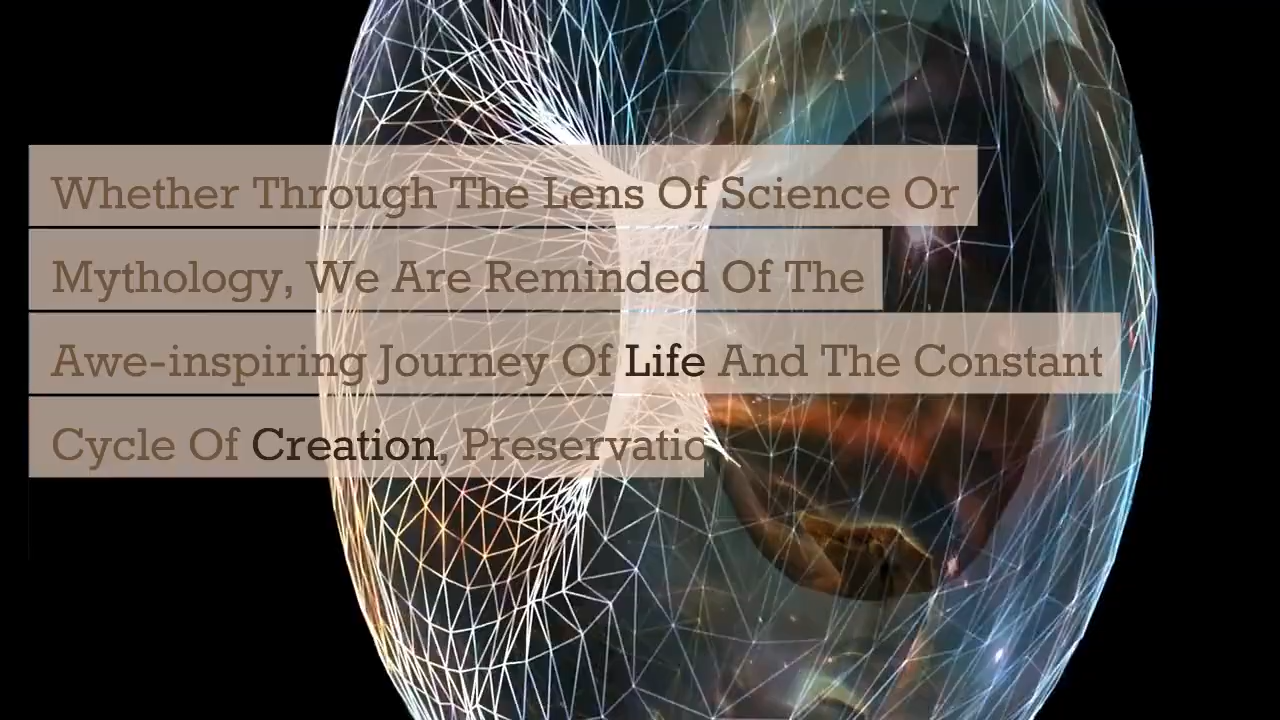 Whether Through The Lens Of Science Or
Mythology, We Are Reminded Of The
Awe-inspiring Journey Of Life And The Constant
Cycle Of Creation, Preservatio